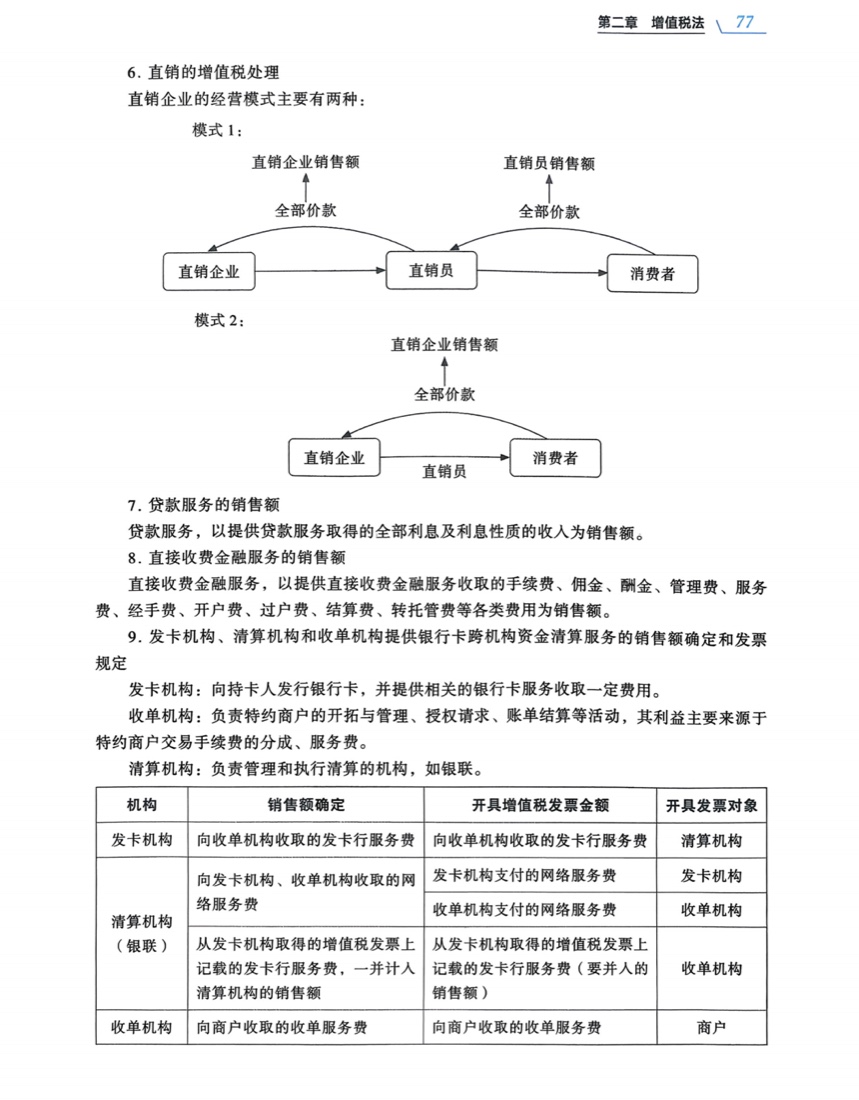 第二章 增值税法 77
6. 直销的增值税处理
直销企业的经营模式主要有两种：
模式 1：
直销企业销售额 直销员销售额
全部价款 全部价款
直销企业 直销员 消费者
模式 2：
直销企业销售额
全部价款
直销企业 消费者
直销员
7. 贷款服务的销售额
贷款服务，以提供贷款服务取得的全部利息及利息性质的收入为销售额。
8. 直接收费金融服务的销售额
直接收费金融服务，以提供直接收费金融服务收取的手续费、佣金、酬金、管理费、服务
费、经手费、开户费、过户费、结算费、转托管费等各类费用为销售额。
9. 发卡机构、清算机构和收单机构提供银行卡跨机构资金清算服务的销售额确定和发票
规定
发卡机构：向持卡人发行银行卡，并提供相关的银行卡服务收取一定费用。
收单机构：负责特约商户的开拓与管理、授权请求、账单结算等活动，其利益主要来源于
特约商户交易手续费的分成、服务费。
清算机构：负责管理和执行清算的机构，如银联。
机构 销售额确定 开具增值税发票金额 开具发票对象
发卡机构 向收单机构收取的发卡行服务费 向收单机构收取的发卡行服务费 清算机构
清算机构
（银联）
向发卡机构、收单机构收取的网
络服务费
发卡机构支付的网络服务费 发卡机构
收单机构支付的网络服务费 收单机构
从发卡机构取得的增值税发票上
记载的发卡行服务费，一并计入
清算机构的销售额
从发卡机构取得的增值税发票上
记载的发卡行服务费（要并入的
销售额）
收单机构
收单机构 向商户收取的收单服务费 向商户收取的收单服务费 商户